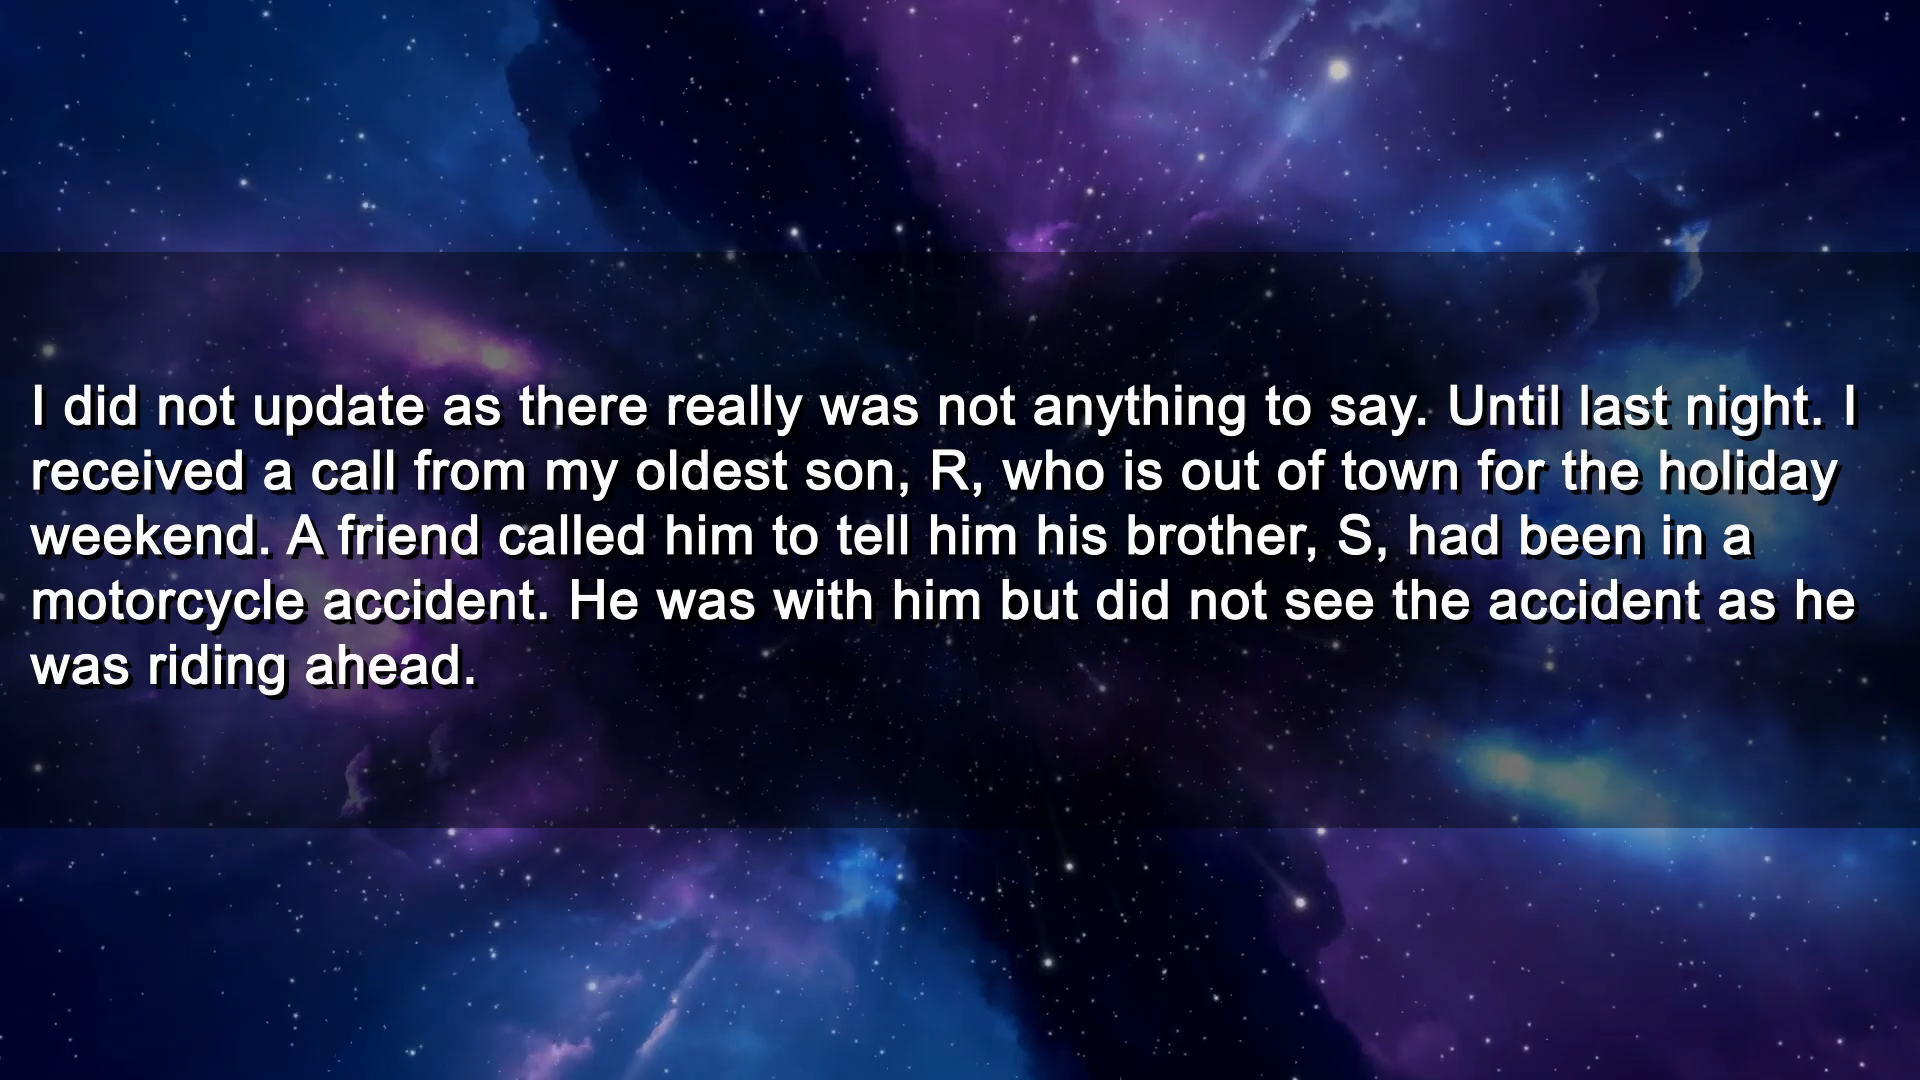 I did not update as there really was not anything to say. Until last night. I
received a call from my oldest son, R, who is out of town for the holiday
weekend. A friend called him to tell him his brother, S, had been in a
motorcycle accident. He was with him but did not see the accident as he
was riding ahead.